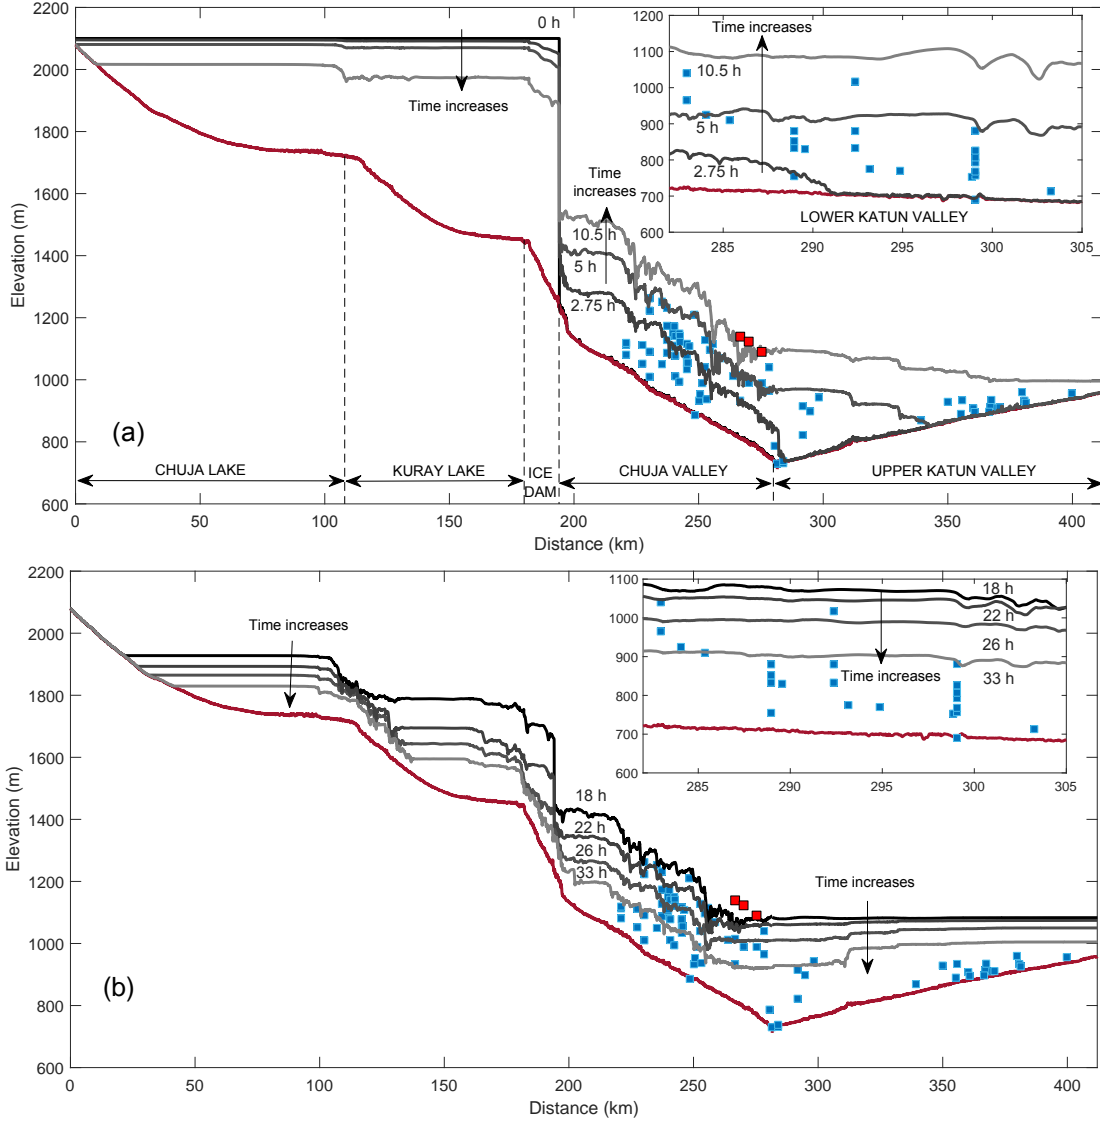 2200
2000
1800
1600
1400
1200
1000
800
600
Elevation (m)
0 h
Time increases
Time
increases
10.5 h
5 h
2.75 h
(a)
CHUJA LAKE
KURAY LAKE
ICE
DAM
CHUJA VALLEY
UPPER KATUN VALLEY
0
50
100
150
200
250
300
350
400
Distance (km)
1200
1100
1000
900
800
700
600
Time increases
10.5 h
5 h
2.75 h
LOWER KATUN VALLEY
285
290
295
300
305
2200
2000
1800
1600
1400
1200
1000
800
600
Elevation (m)
Time increases
18 h
22 h
26 h
33 h
Time increases
(b)
0
50
100
150
200
250
300
350
400
Distance (km)
1100
1000
900
800
700
600
18 h
22 h
26 h
Time increases
33 h
285
290
295
300
305